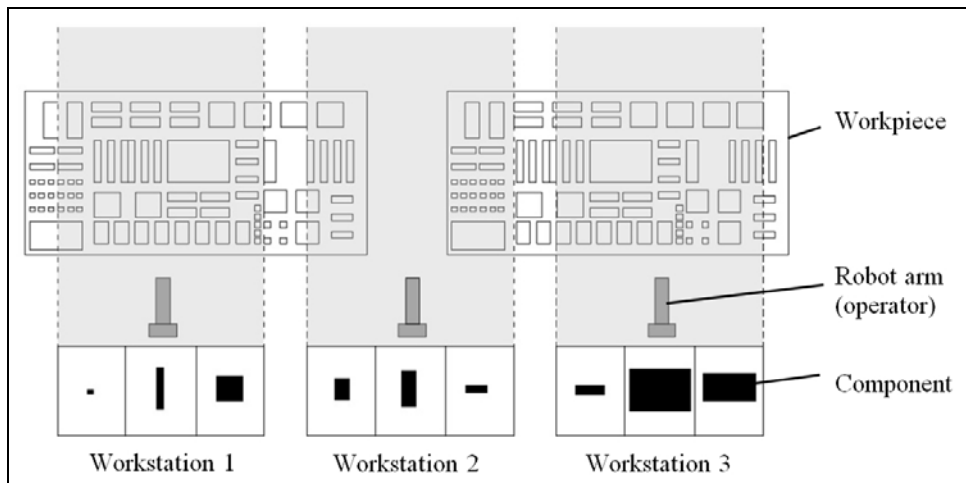 Workpiece
Robot arm
(operator)
Component
Workstation 1
Workstation 2
Workstation 3